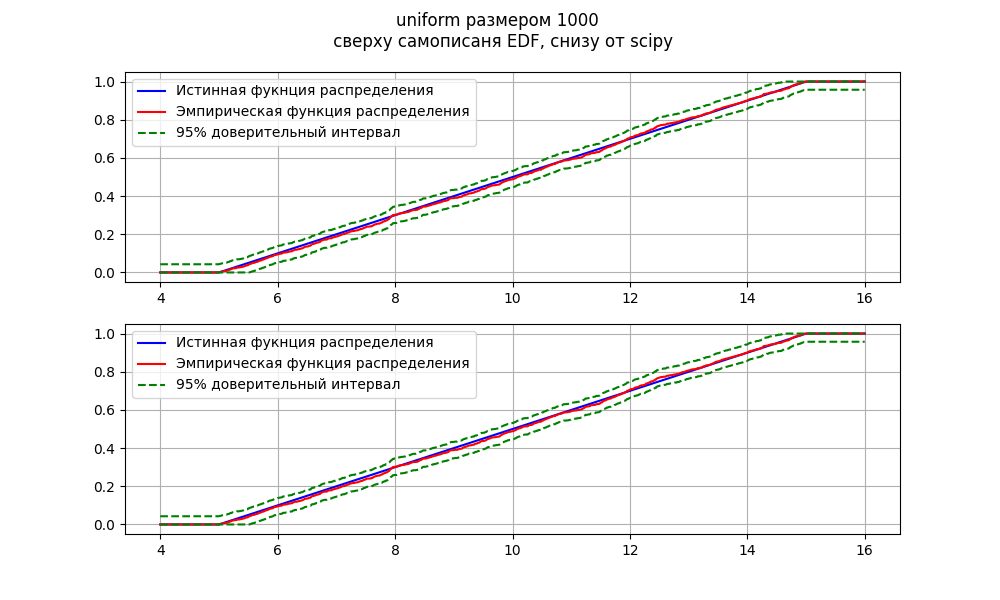 uniform размером 1000
сверху самописаня EDF, снизу от scipy
1.0
0.8
0.6
0.4
0.2
0.0
Истинная фукнция распределения
Эмпирическая функция распределения
95% доверительный интервал
4 6 8 10 12 14 16
1.0
0.8
0.6
0.4
0.2
0.0
Истинная фукнция распределения
Эмпирическая функция распределения
95% доверительный интервал
4 6 8 10 12 14 16